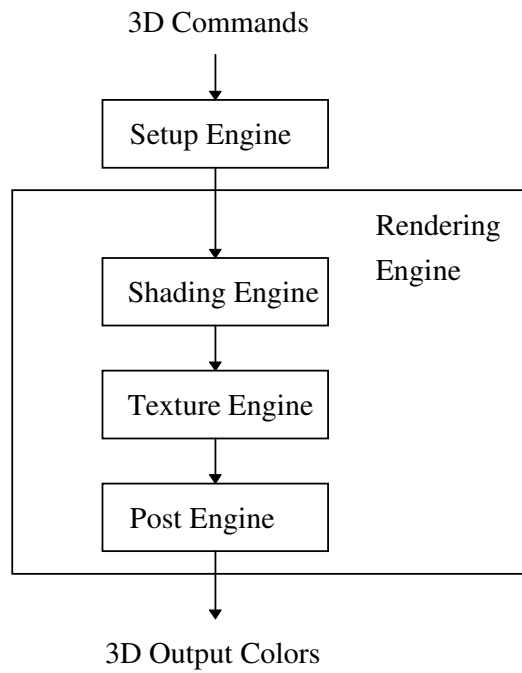 3D Commands
Setup Engine
Rendering
Engine
Shading Engine
Texture Engine
Post Engine
3D Output Colors